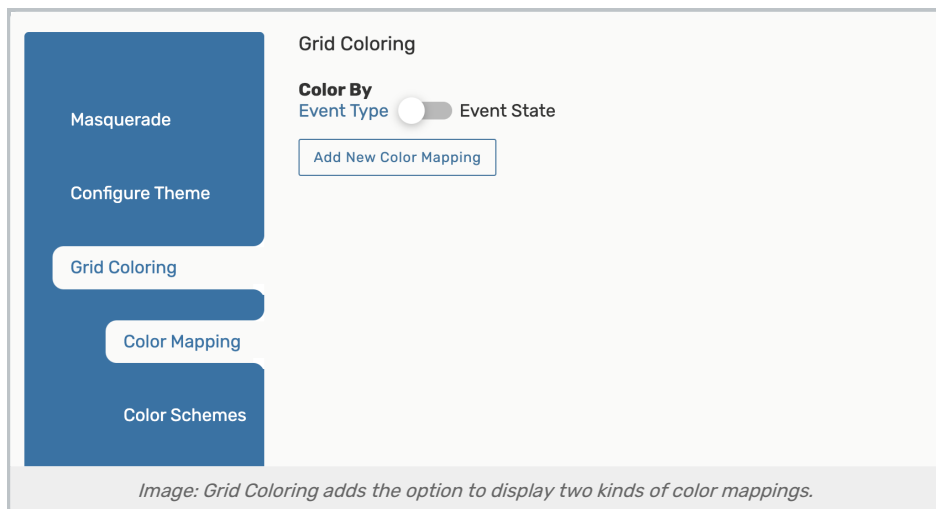 Masquerade
Configure Theme
Grid Coloring
Color Mapping
Color Schemes
Grid Coloring
Color By
Event Type Event State
Add New Color Mapping
Image: Grid Coloring adds the option to display two kinds of color mappings.